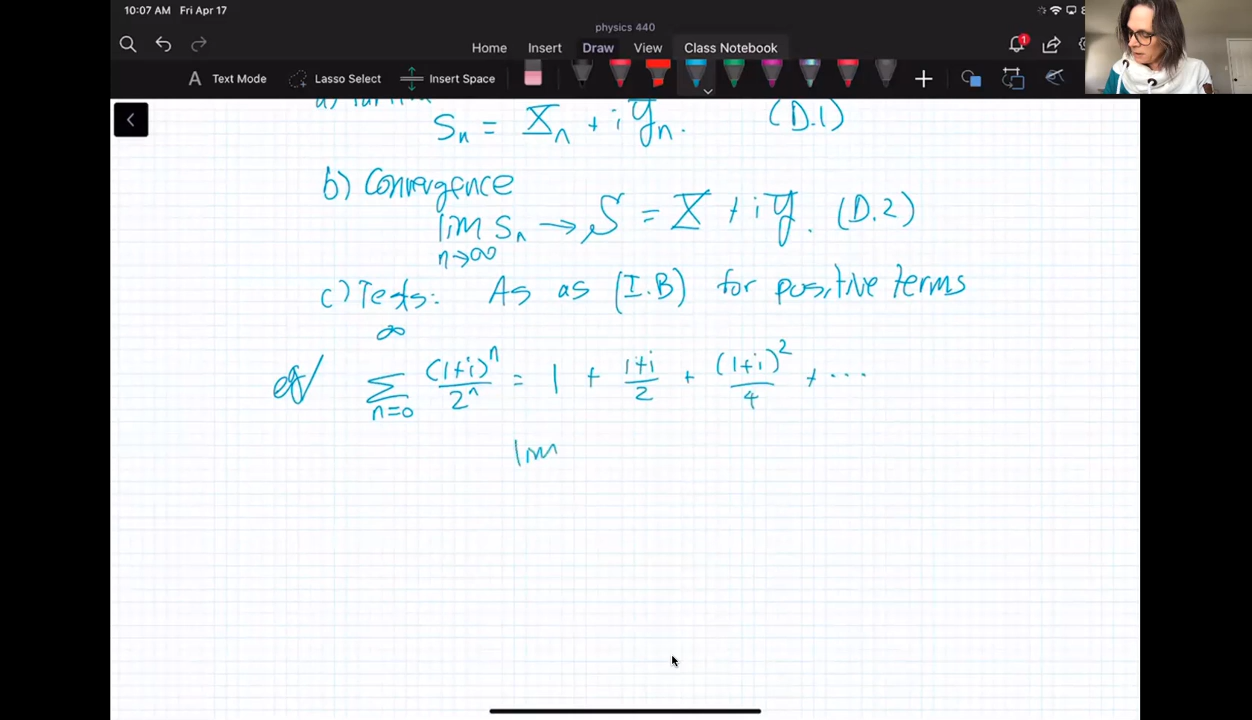 10:07 AM Fri Apr 17
physics 440
Home Insert Draw View Class Notebook
1
A Text Mode Lasso Select Insert Space
Sₙ = Xₙ + i Yₙ. (D.1)
b) Convergence
lim Sₙ → S = X + i Y. (D.2)
n→∞
c) Tests: As as (I.B) for positive terms
∞
eg/ Σ (1+i)ⁿ/2ⁿ = 1 + (1+i)/2 + (1+i)²/4 + ...
n=0
lim